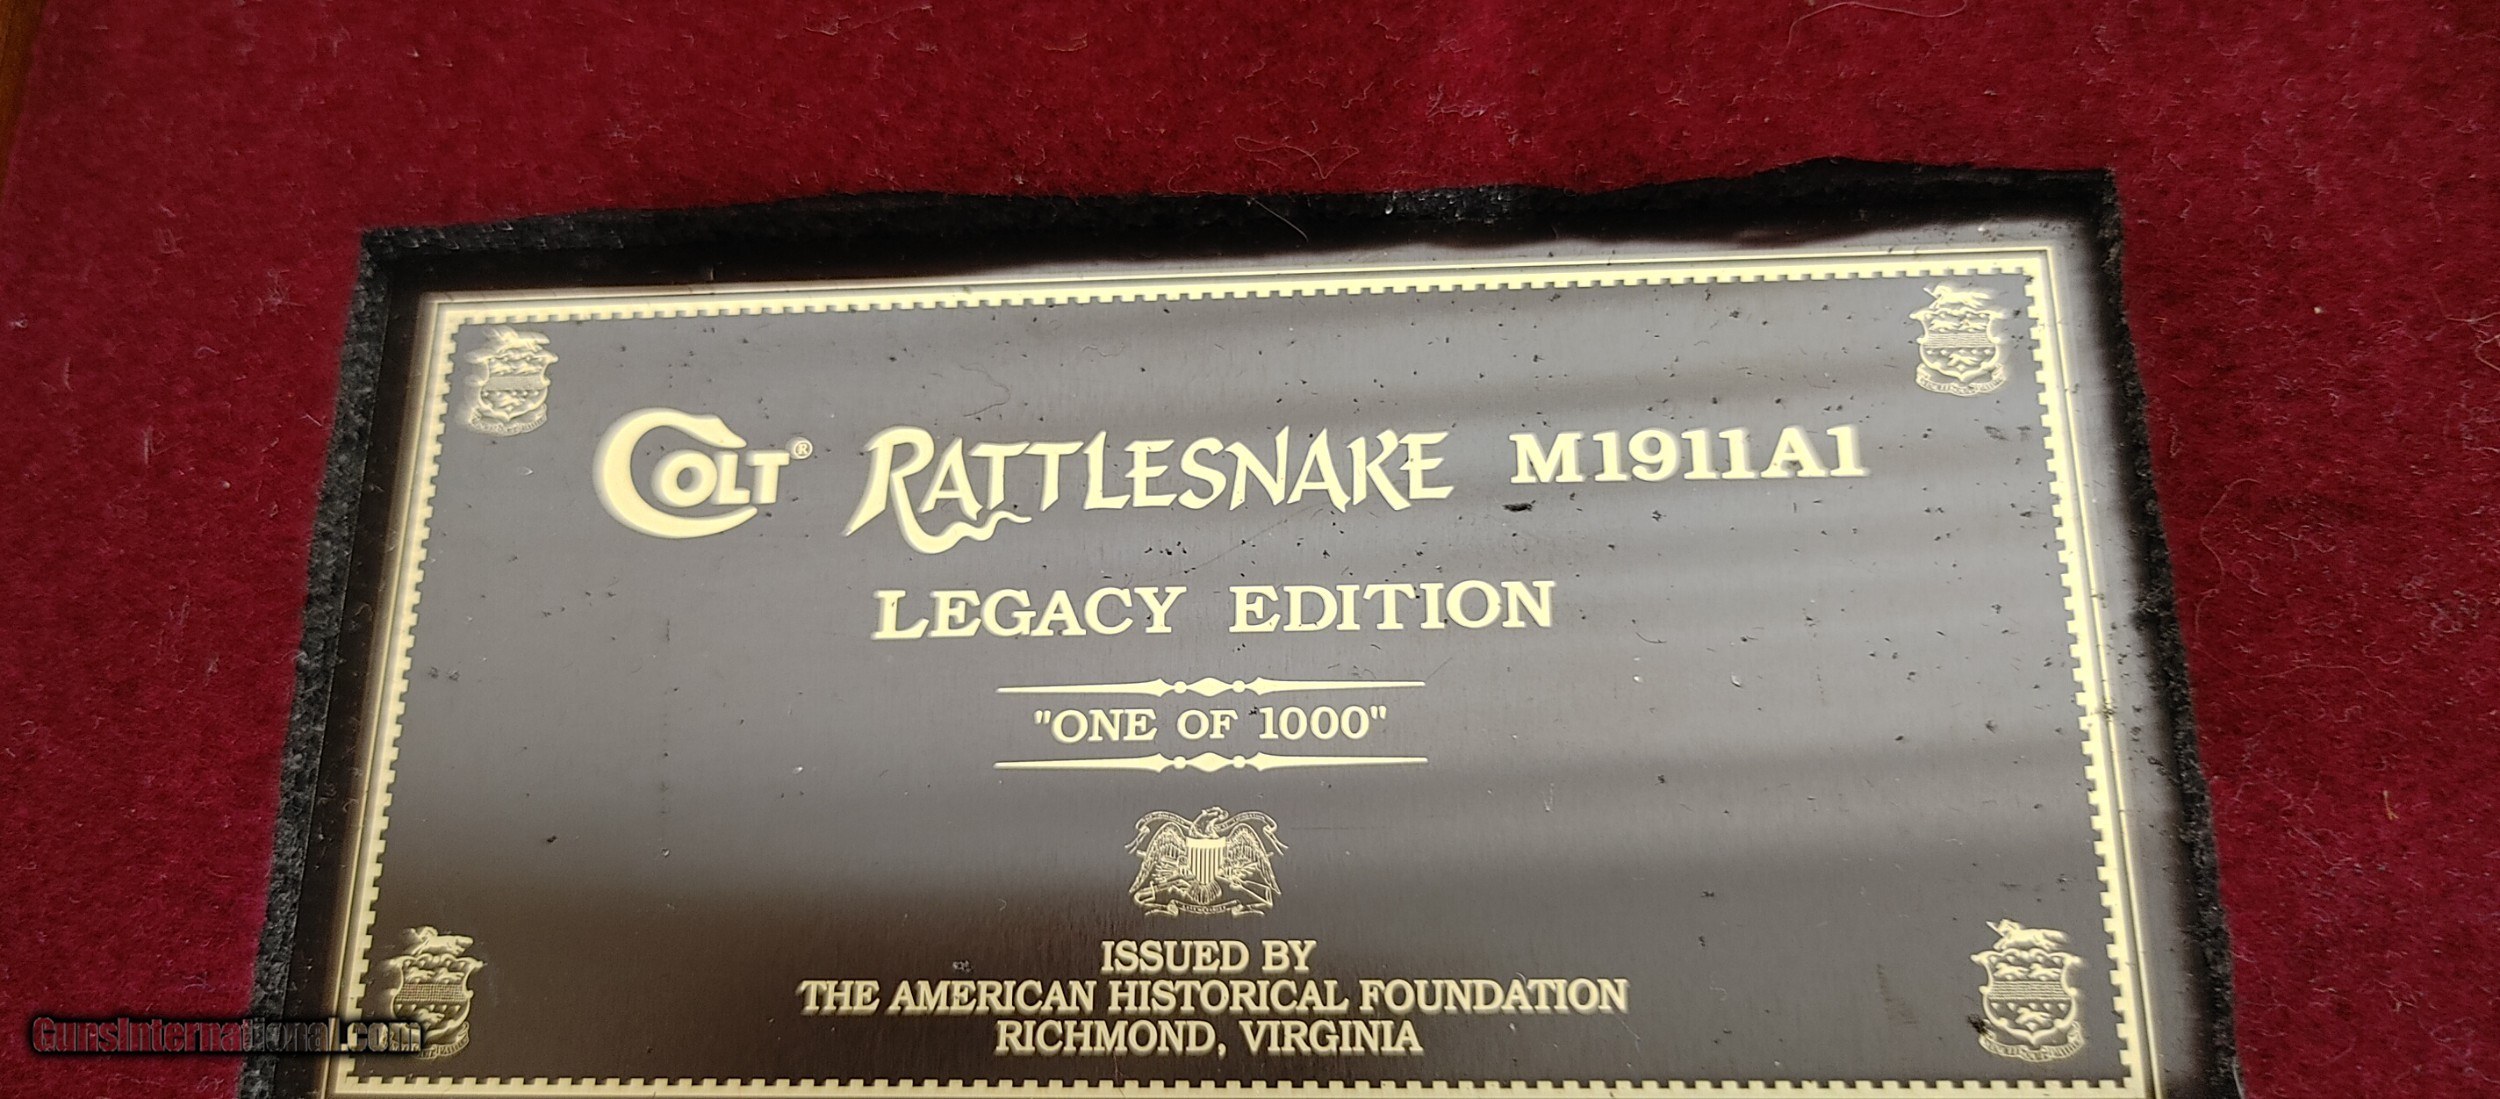 COLT® RATTLESNAKE M1911A1
LEGACY EDITION
"ONE OF 1000"
ISSUED BY
THE AMERICAN HISTORICAL FOUNDATION
RICHMOND, VIRGINIA
GunsInternational.com